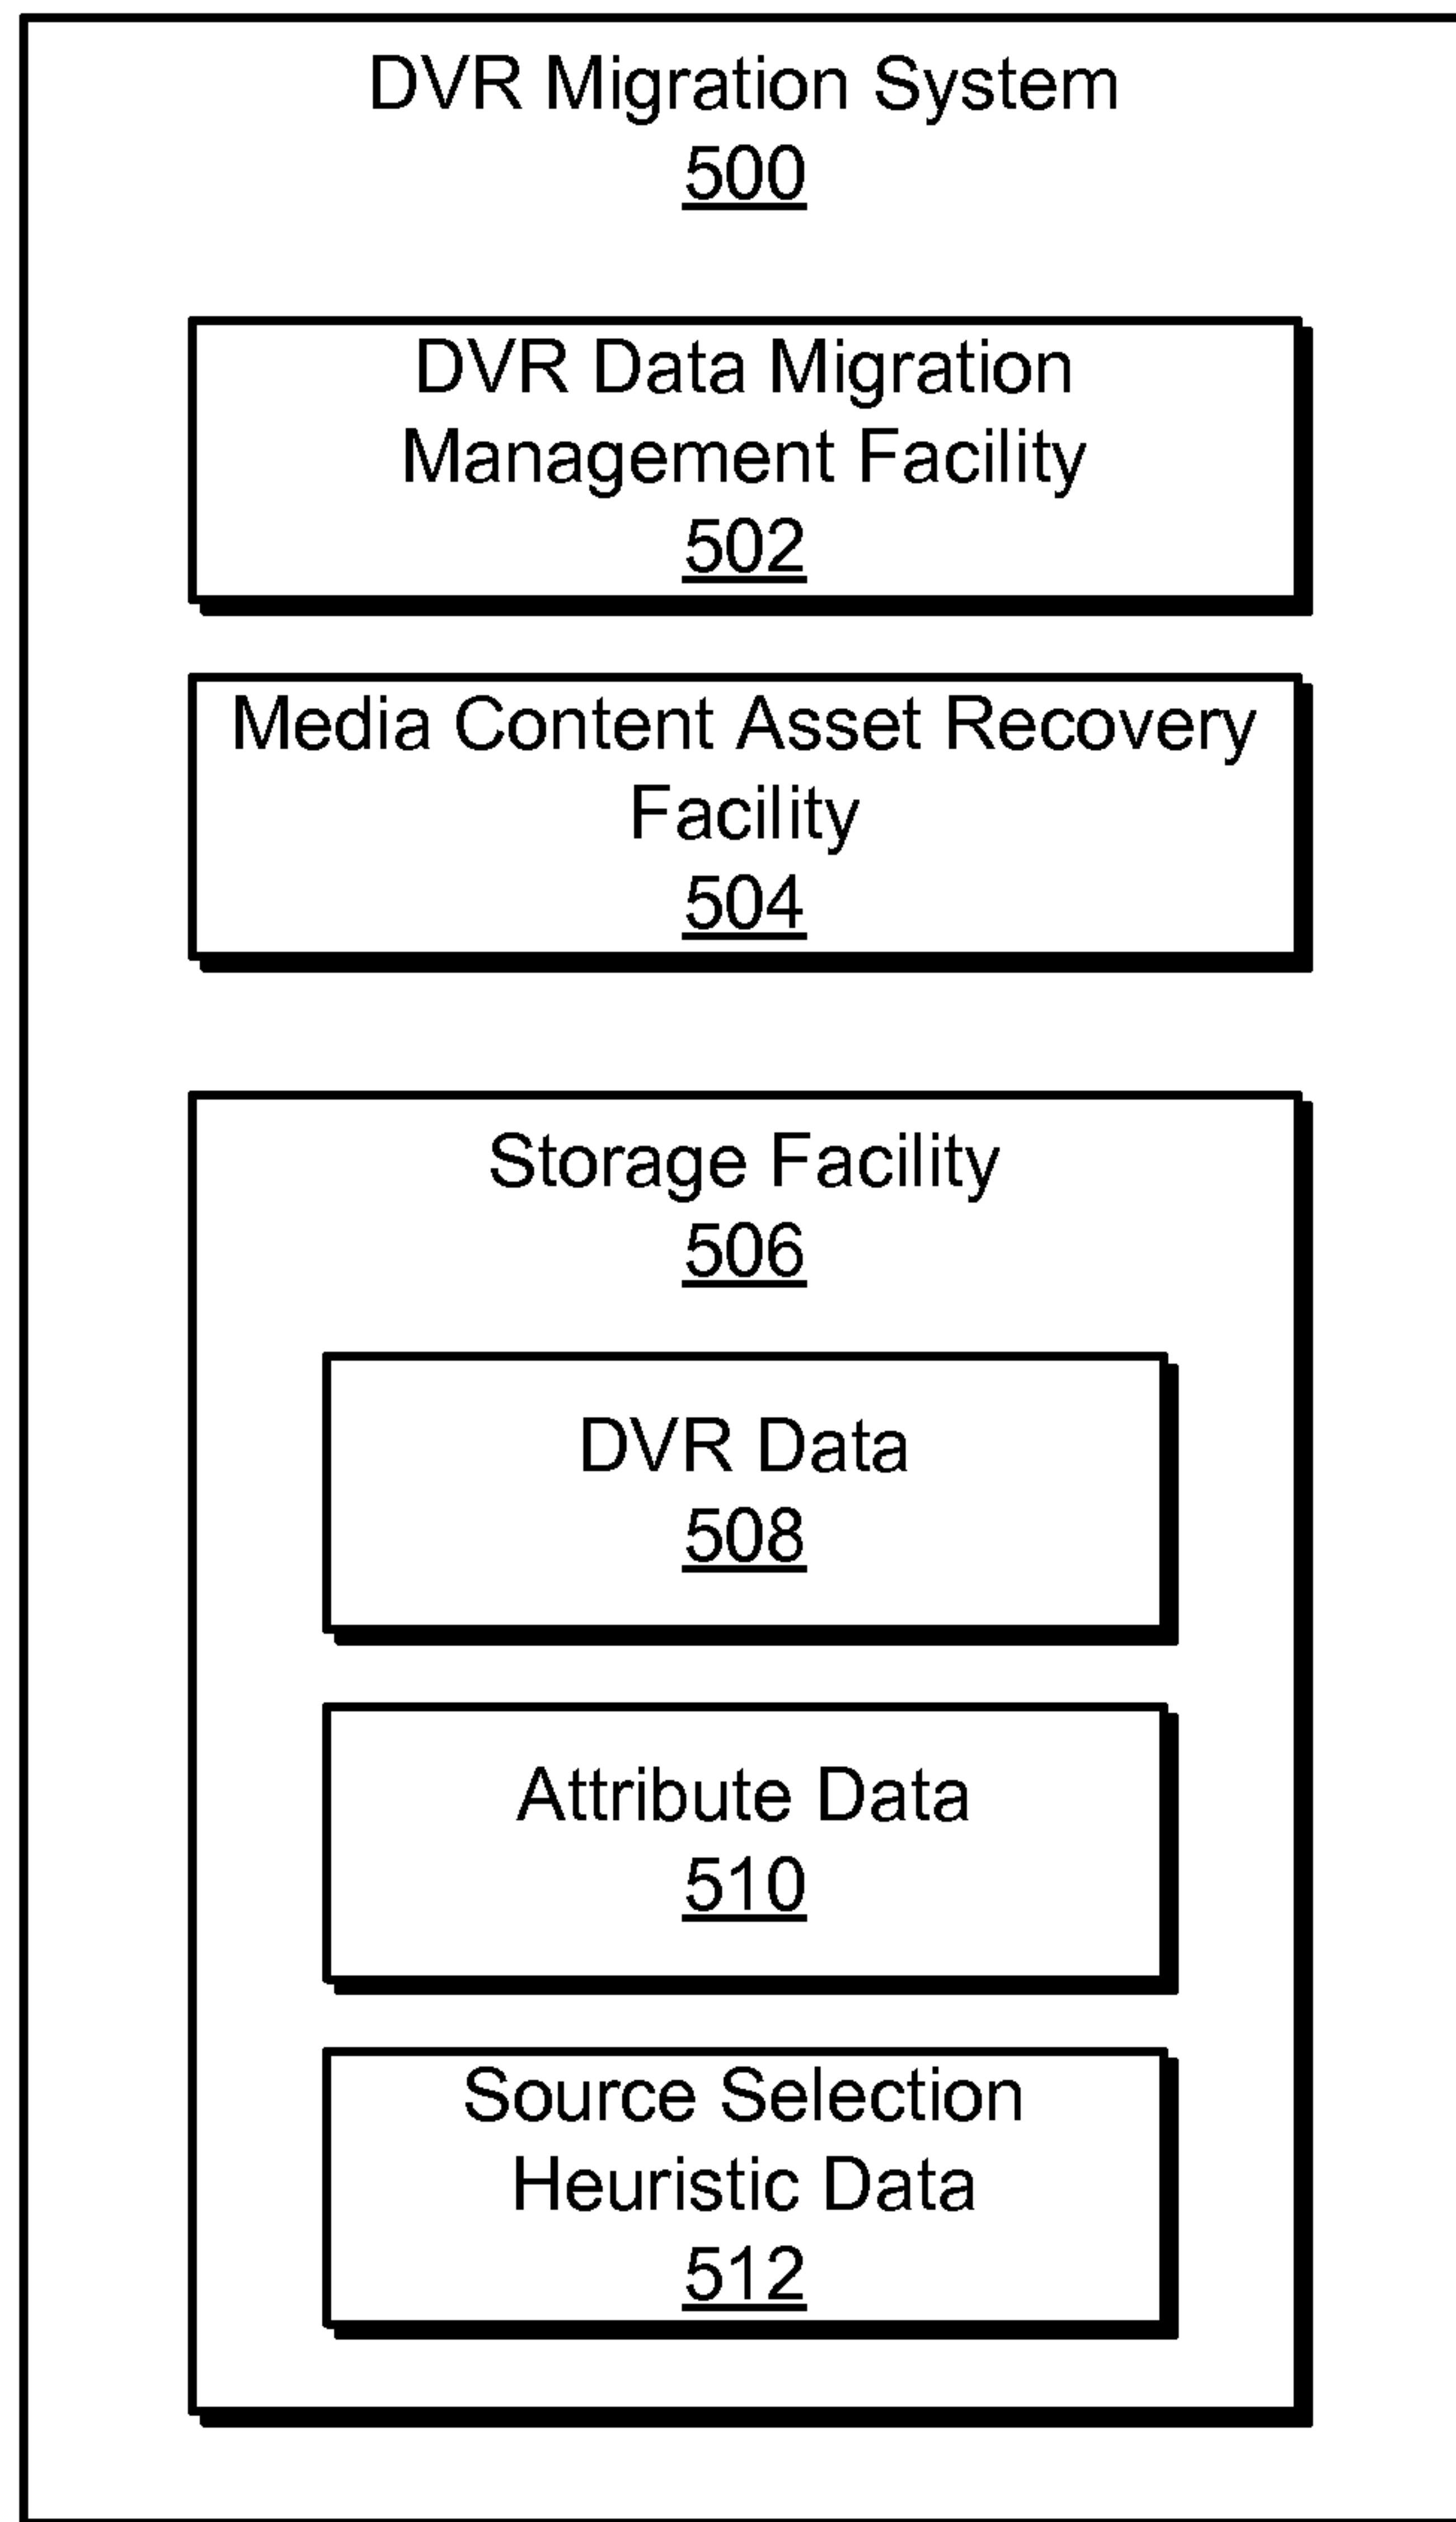 DVR Migration System
500
DVR Data Migration
Management Facility
502
Media Content Asset Recovery
Facility
504
Storage Facility
506
DVR Data
508
Attribute Data
510
Source Selection
Heuristic Data
512